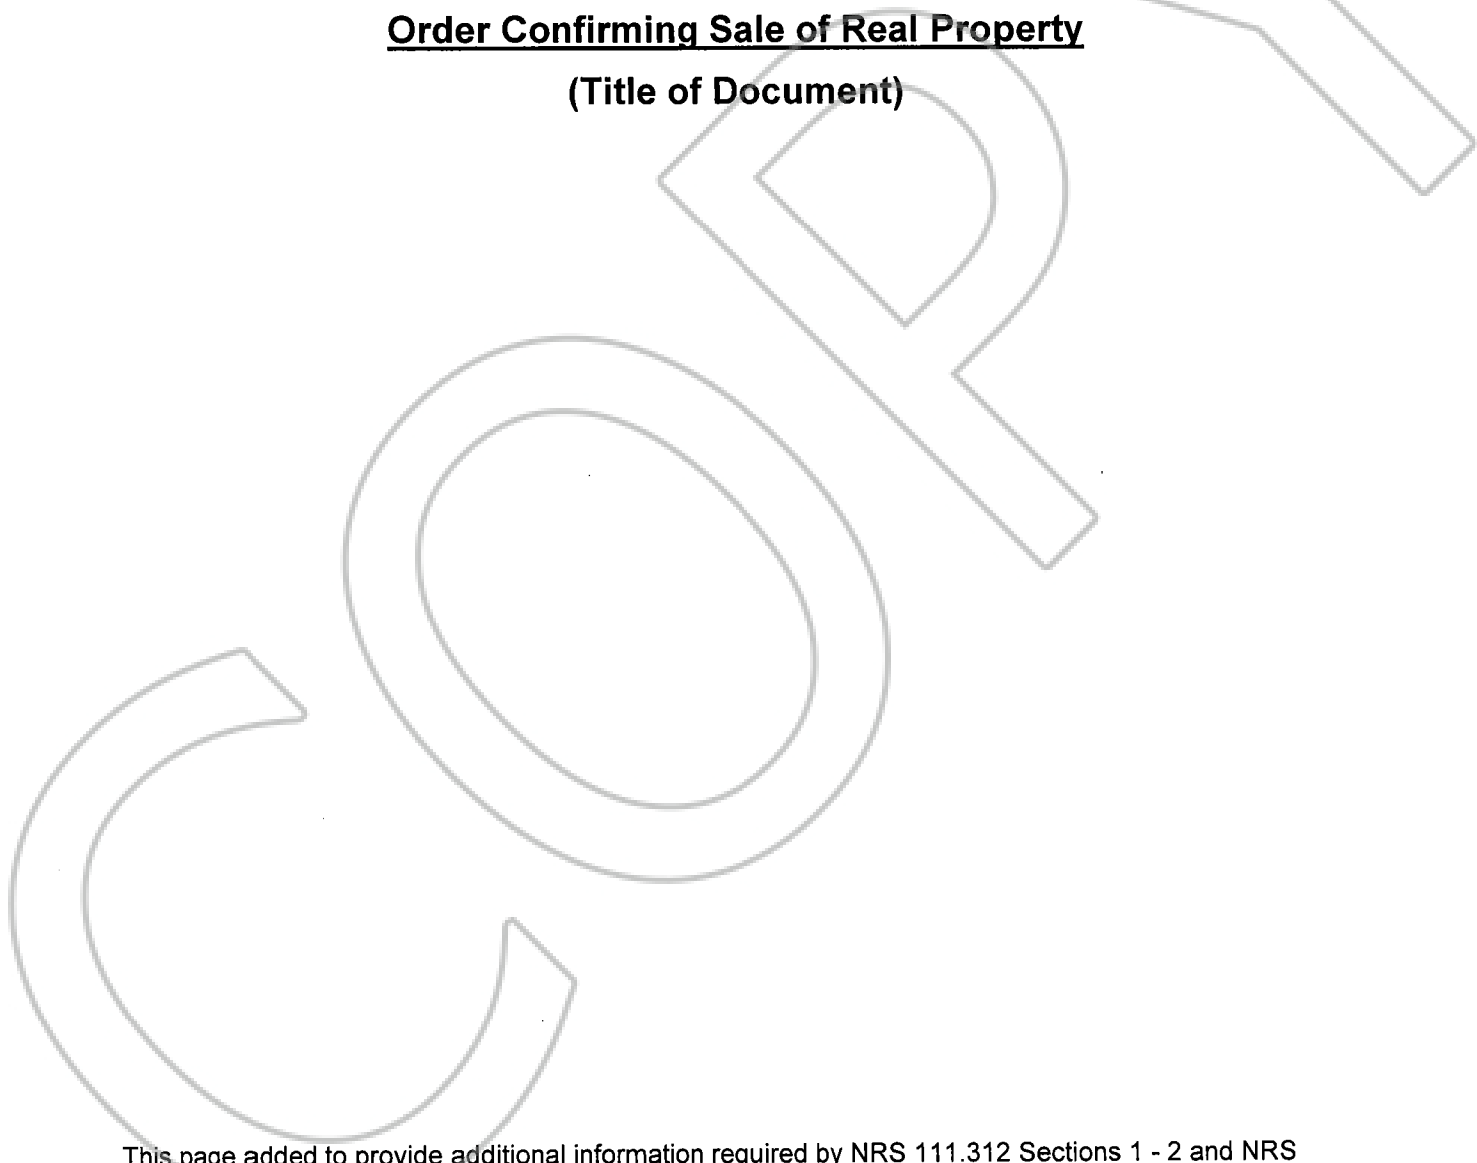 Order Confirming Sale of Real Property
(Title of Document)
COPY
This page added to provide additional information required by NRS 111.312 Sections 1 - 2 and NRS